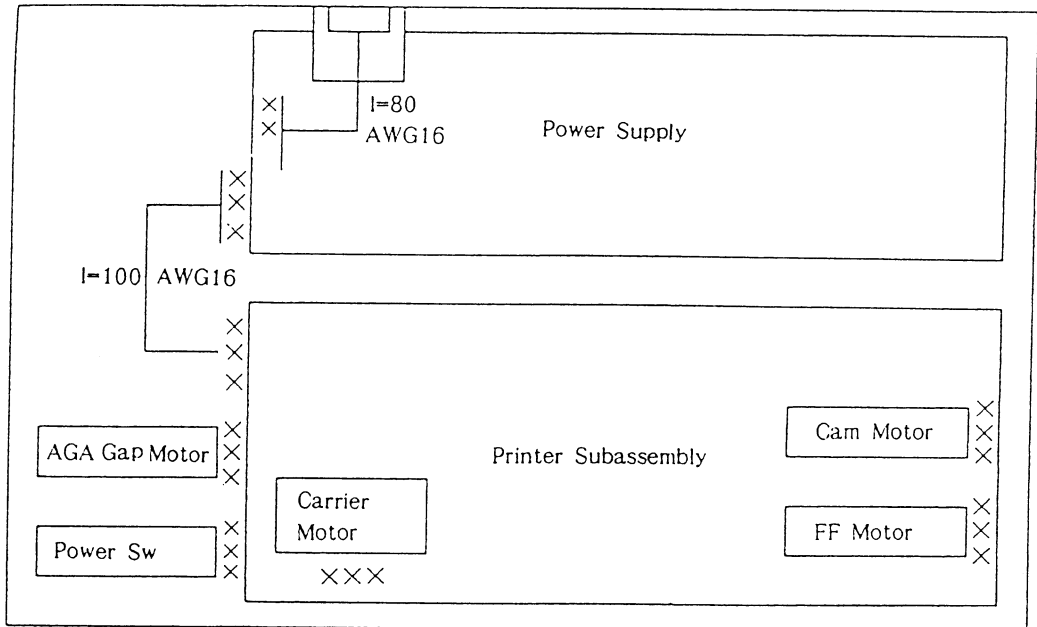 l=80
AWG16
Power Supply
l=100 AWG16
AGA Gap Motor
Power Sw
Carrier
Motor
Printer Subassembly
Cam Motor
FF Motor